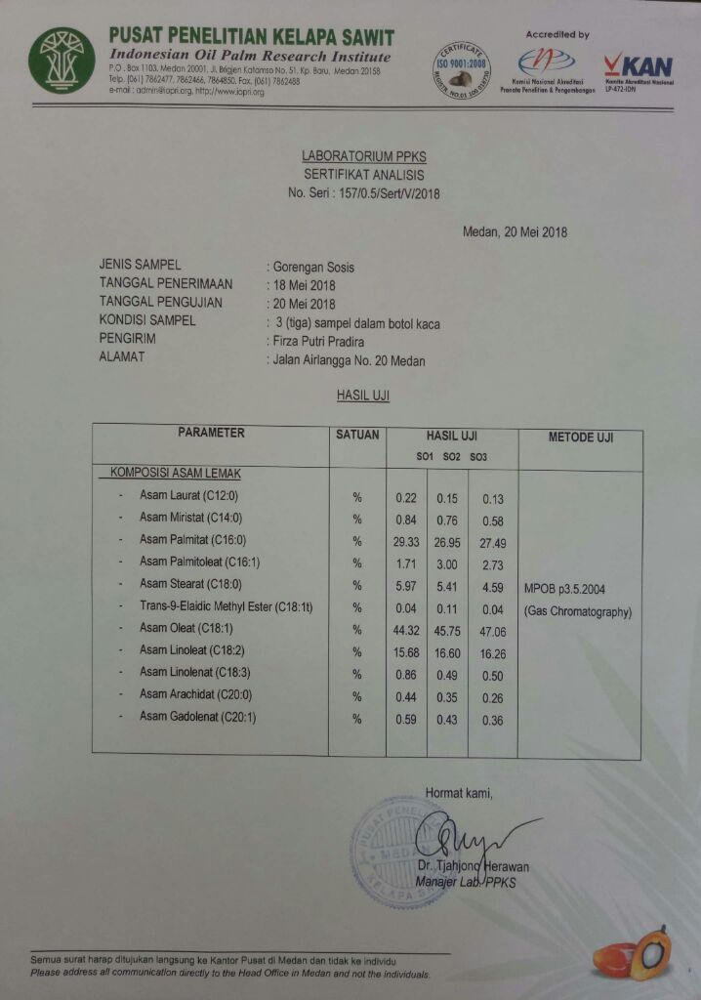 PUSAT PENELITIAN KELAPA SAWIT
Indonesian Oil Palm Research Institute
P.O. Box 1103, Medan 20001, Jl. Brigjen Katamso No. 51, Kp. Baru, Medan 20158
Telp. (061) 7862477, 7862466, 7864850, Fax. (061) 7862488
e-mail : admin@iopri.org, http://www.iopri.org
CERTIFICATE
ISO 9001:2008
Accredited by
Komisi Nasional Akreditasi
Pranata Penelitian & Pengembangan
KAN
Komite Akreditasi Nasional
LP-472-IDN
LABORATORIUM PPKS
SERTIFIKAT ANALISIS
No. Seri : 157/0.5/Sert/V/2018
Medan, 20 Mei 2018
JENIS SAMPEL : Gorengan Sosis
TANGGAL PENERIMAAN : 18 Mei 2018
TANGGAL PENGUJIAN : 20 Mei 2018
KONDISI SAMPEL : 3 (tiga) sampel dalam botol kaca
PENGIRIM : Firza Putri Pradira
ALAMAT : Jalan Airlangga No. 20 Medan
HASIL UJI
PARAMETER SATUAN HASIL UJI METODE UJI
SO1 SO2 SO3
KOMPOSISI ASAM LEMAK
- Asam Laurat (C12:0) % 0.22 0.15 0.13
- Asam Miristat (C14:0) % 0.84 0.76 0.58
- Asam Palmitat (C16:0) % 29.33 26.95 27.49
- Asam Palmitoleat (C16:1) % 1.71 3.00 2.73
- Asam Stearat (C18:0) % 5.97 5.41 4.59 MPOB p3.5.2004
- Trans-9-Elaidic Methyl Ester (C18:1t) % 0.04 0.11 0.04 (Gas Chromatography)
- Asam Oleat (C18:1) % 44.32 45.75 47.06
- Asam Linoleat (C18:2) % 15.68 16.60 16.26
- Asam Linolenat (C18:3) % 0.86 0.49 0.50
- Asam Arachidat (C20:0) % 0.44 0.35 0.26
- Asam Gadolenat (C20:1) % 0.59 0.43 0.36
Hormat kami,
PUSAT PENELITIAN
MEDAN
KELAPA SAWIT
Dr. Tjahjono Herawan
Manajer Lab. PPKS
Semua surat harap ditujukan langsung ke Kantor Pusat di Medan dan tidak ke individu
Please address all communication directly to the Head Office in Medan and not the individuals.